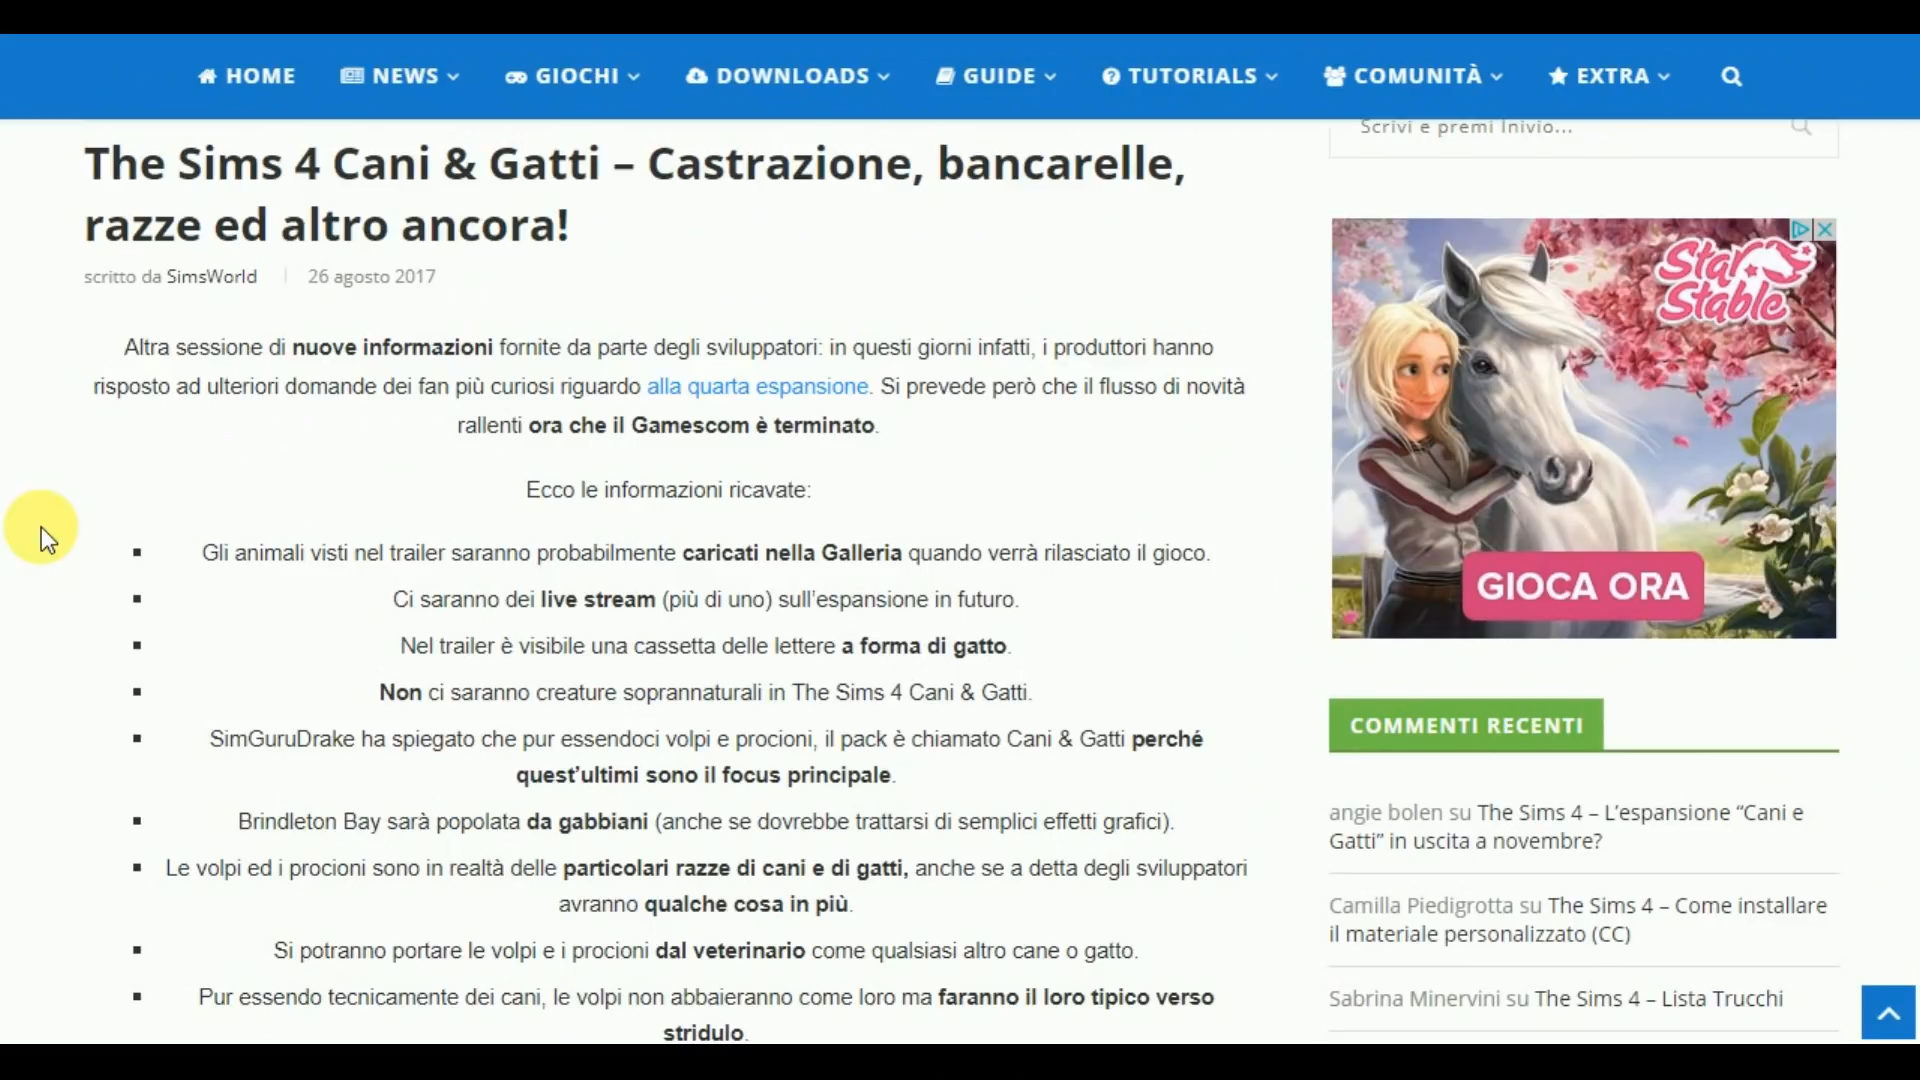 HOME NEWS GIOCHI DOWNLOADS GUIDE TUTORIALS COMUNITÀ EXTRA
Scrivi e premi Inivio...
The Sims 4 Cani & Gatti – Castrazione, bancarelle,
razze ed altro ancora!
scritto da SimsWorld
26 agosto 2017
Altra sessione di nuove informazioni fornite da parte degli sviluppatori: in questi giorni infatti, i produttori hanno
risposto ad ulteriori domande dei fan più curiosi riguardo alla quarta espansione. Si prevede però che il flusso di novità
rallenti ora che il Gamescom è terminato.
Ecco le informazioni ricavate:
▪ Gli animali visti nel trailer saranno probabilmente caricati nella Galleria quando verrà rilasciato il gioco.
▪ Ci saranno dei live stream (più di uno) sull'espansione in futuro.
▪ Nel trailer è visibile una cassetta delle lettere a forma di gatto.
▪ Non ci saranno creature soprannaturali in The Sims 4 Cani & Gatti.
▪ SimGuruDrake ha spiegato che pur essendoci volpi e procioni, il pack è chiamato Cani & Gatti perché
quest'ultimi sono il focus principale.
▪ Brindleton Bay sarà popolata da gabbiani (anche se dovrebbe trattarsi di semplici effetti grafici).
▪ Le volpi ed i procioni sono in realtà delle particolari razze di cani e di gatti, anche se a detta degli sviluppatori
avranno qualche cosa in più.
▪ Si potranno portare le volpi e i procioni dal veterinario come qualsiasi altro cane o gatto.
▪ Pur essendo tecnicamente dei cani, le volpi non abbaieranno come loro ma faranno il loro tipico verso
stridulo.
Star
Stable
GIOCA ORA
COMMENTI RECENTI
angie bolen su The Sims 4 – L'espansione “Cani e
Gatti” in uscita a novembre?
Camilla Piedigrotta su The Sims 4 – Come installare
il materiale personalizzato (CC)
Sabrina Minervini su The Sims 4 – Lista Trucchi